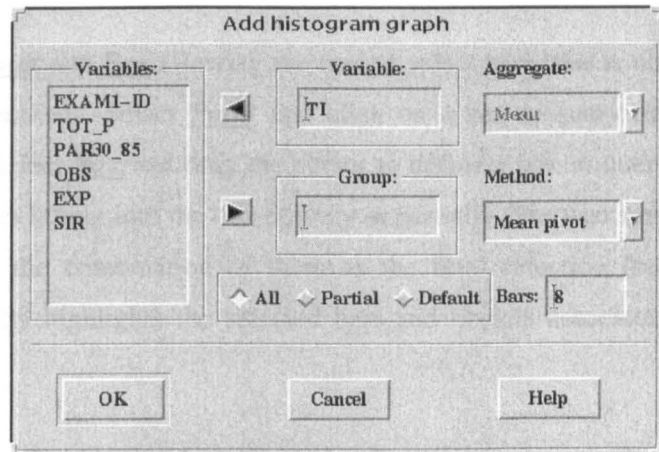 Add histogram graph
Variables:
EXAM1-ID
TOT_P
PAR30_85
OBS
EXP
SIR
Variable:
TI
Group:
Aggregate:
Method:
Mean pivot
All Partial Default
Bars: 8
OK Cancel Help